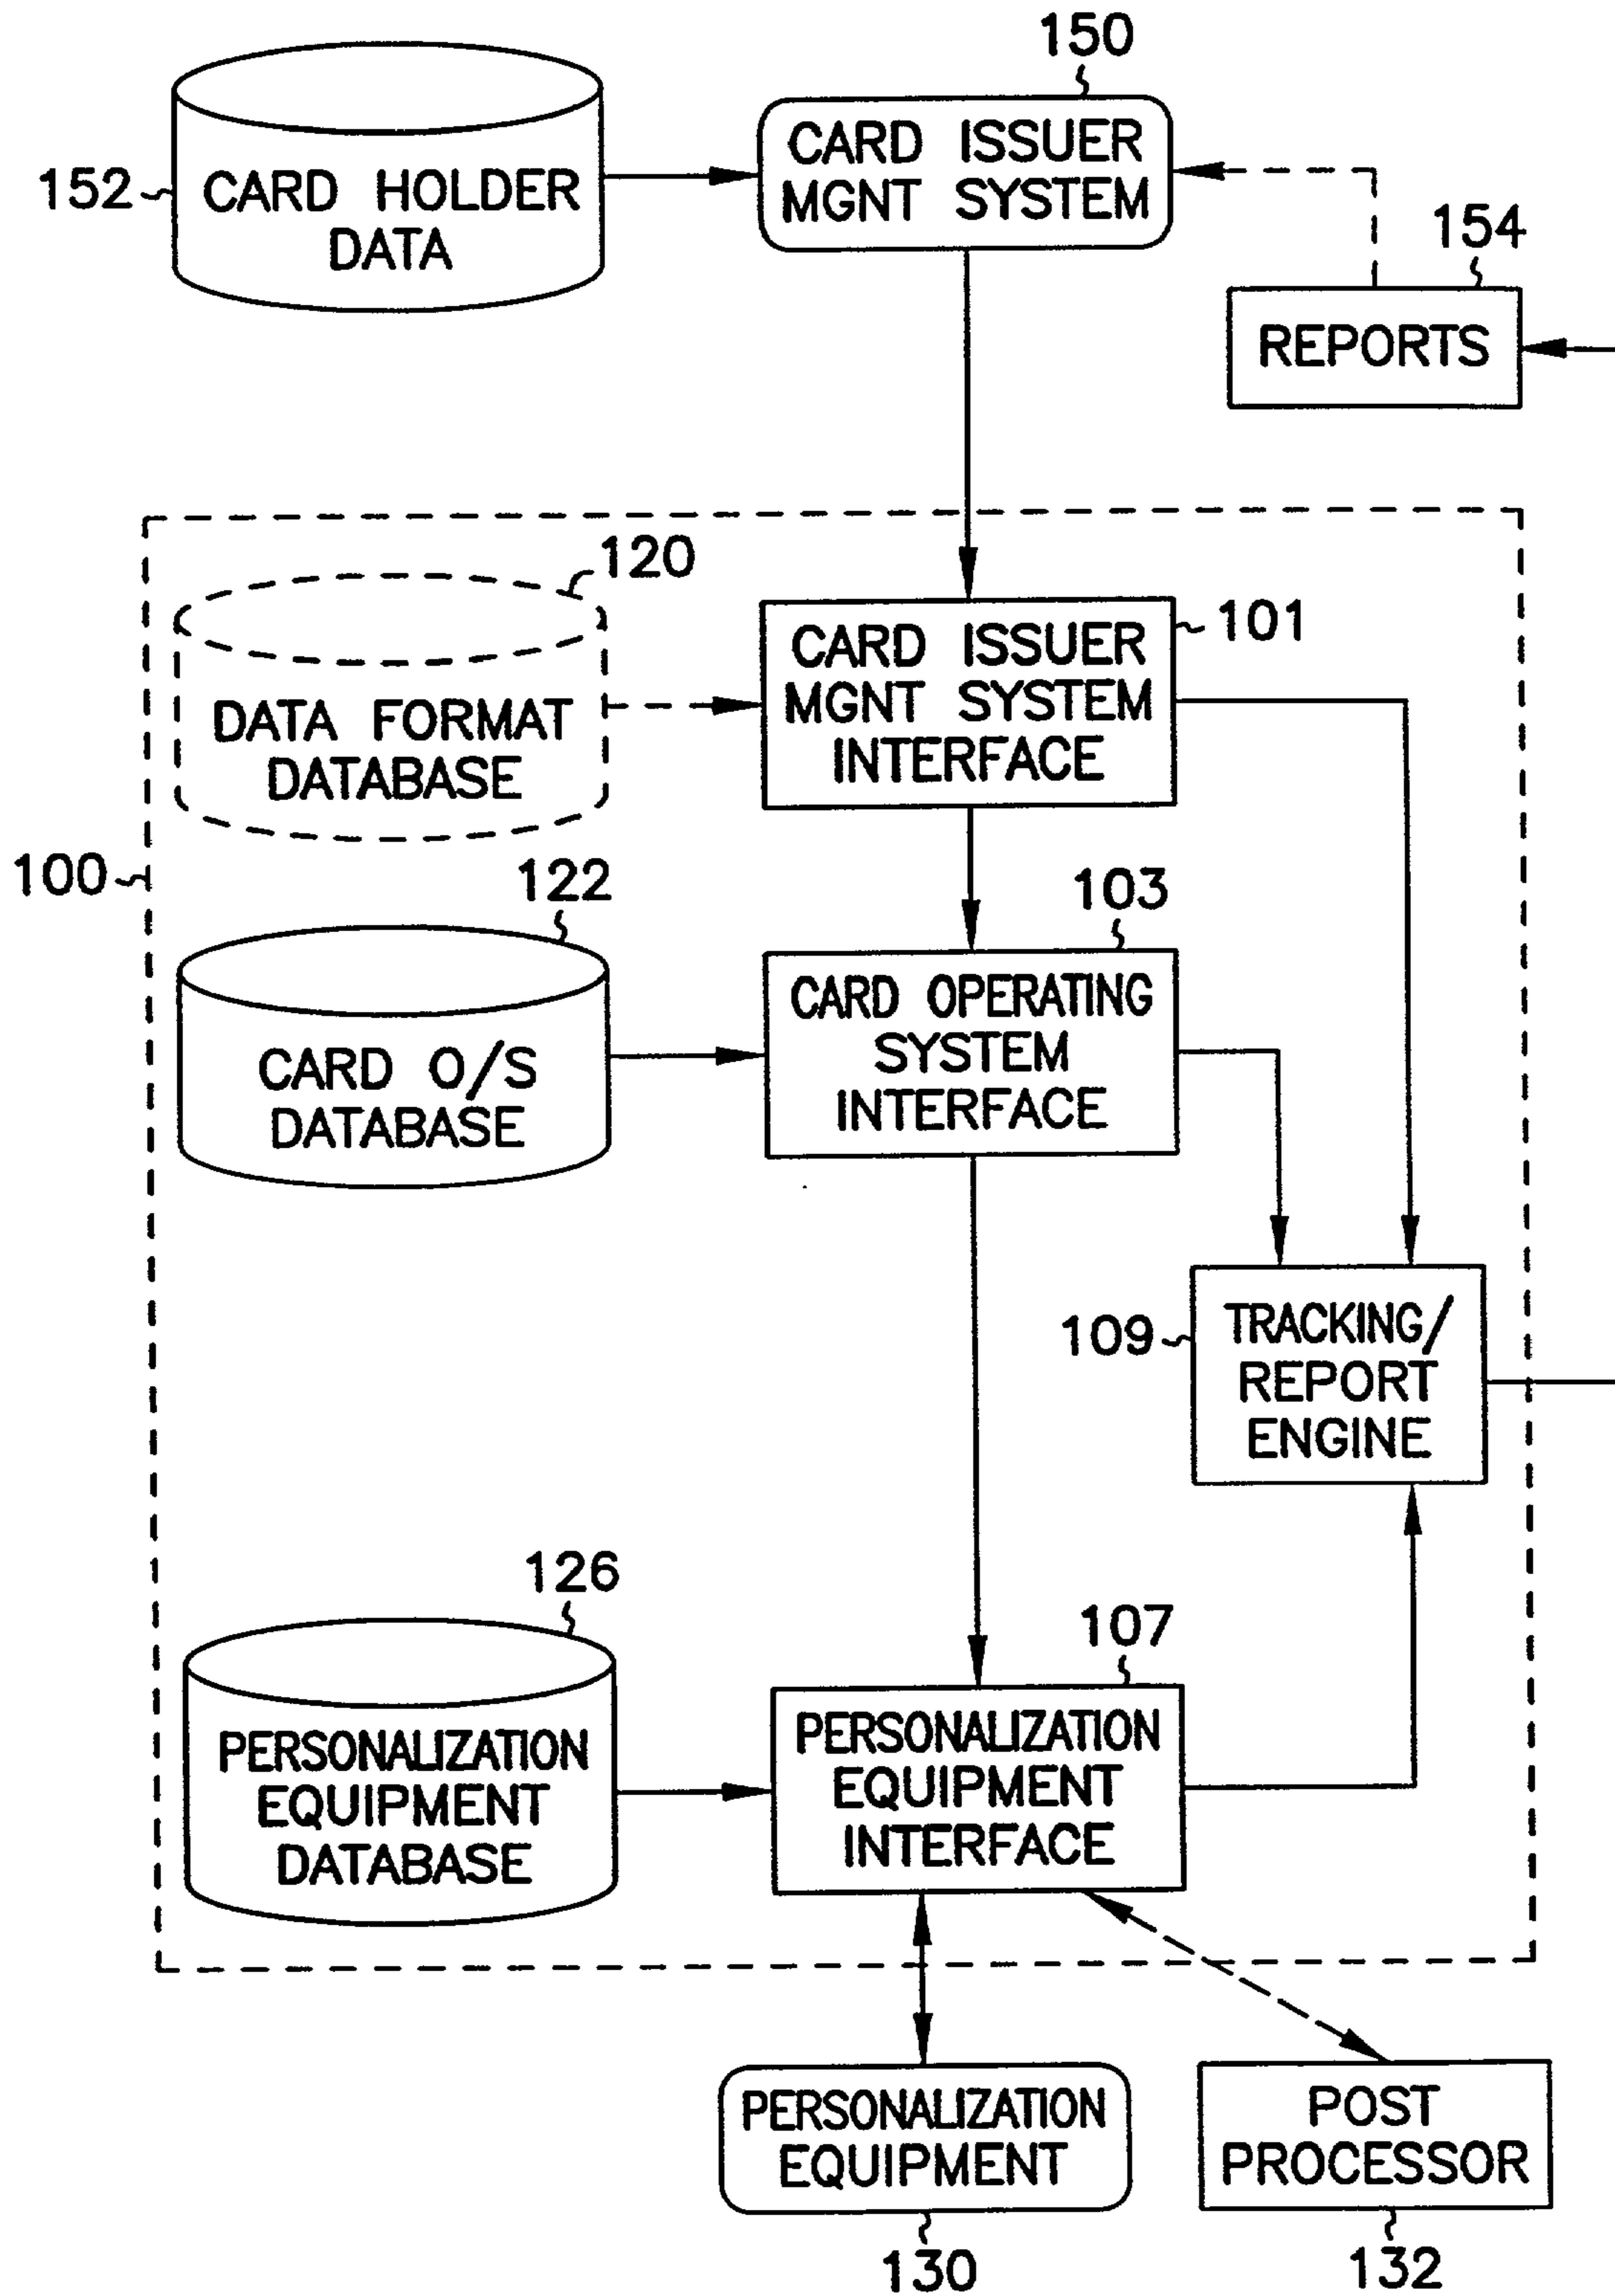 150
CARD ISSUER
MGNT SYSTEM
152
CARD HOLDER
DATA
154
REPORTS
120
DATA FORMAT
DATABASE
101
CARD ISSUER
MGNT SYSTEM
INTERFACE
100
122
CARD O/S
DATABASE
103
CARD OPERATING
SYSTEM
INTERFACE
109
TRACKING/
REPORT
ENGINE
126
PERSONALIZATION
EQUIPMENT
DATABASE
107
PERSONALIZATION
EQUIPMENT
INTERFACE
PERSONALIZATION
EQUIPMENT
130
POST
PROCESSOR
132